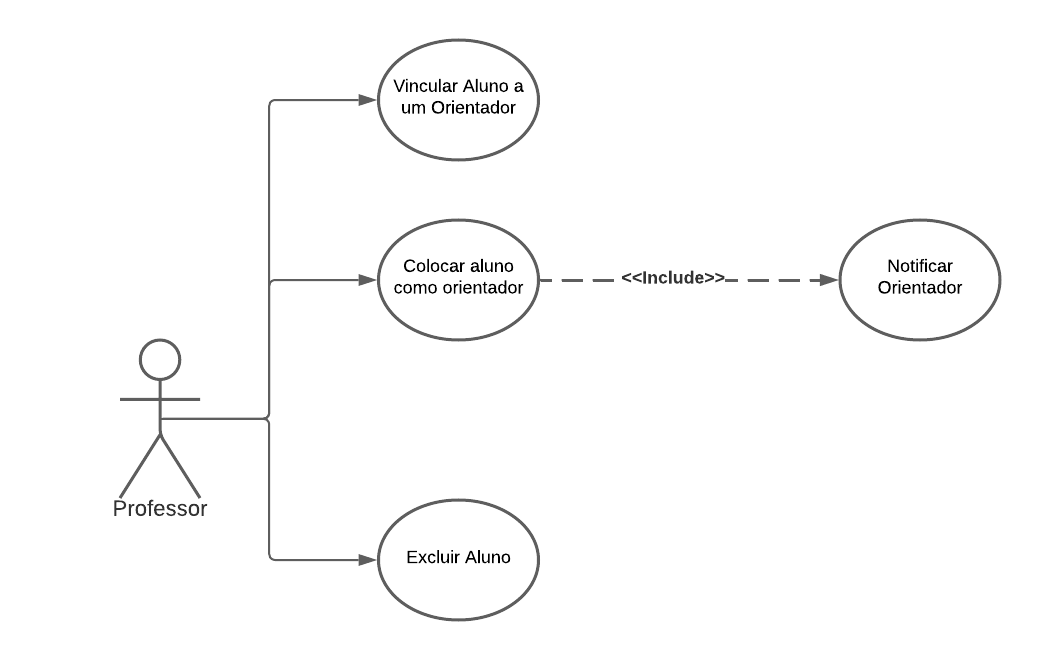 Vincular Aluno a
um Orientador
Colocar aluno
como orientador
<<Include>>
Notificar
Orientador
Professor
Excluir Aluno